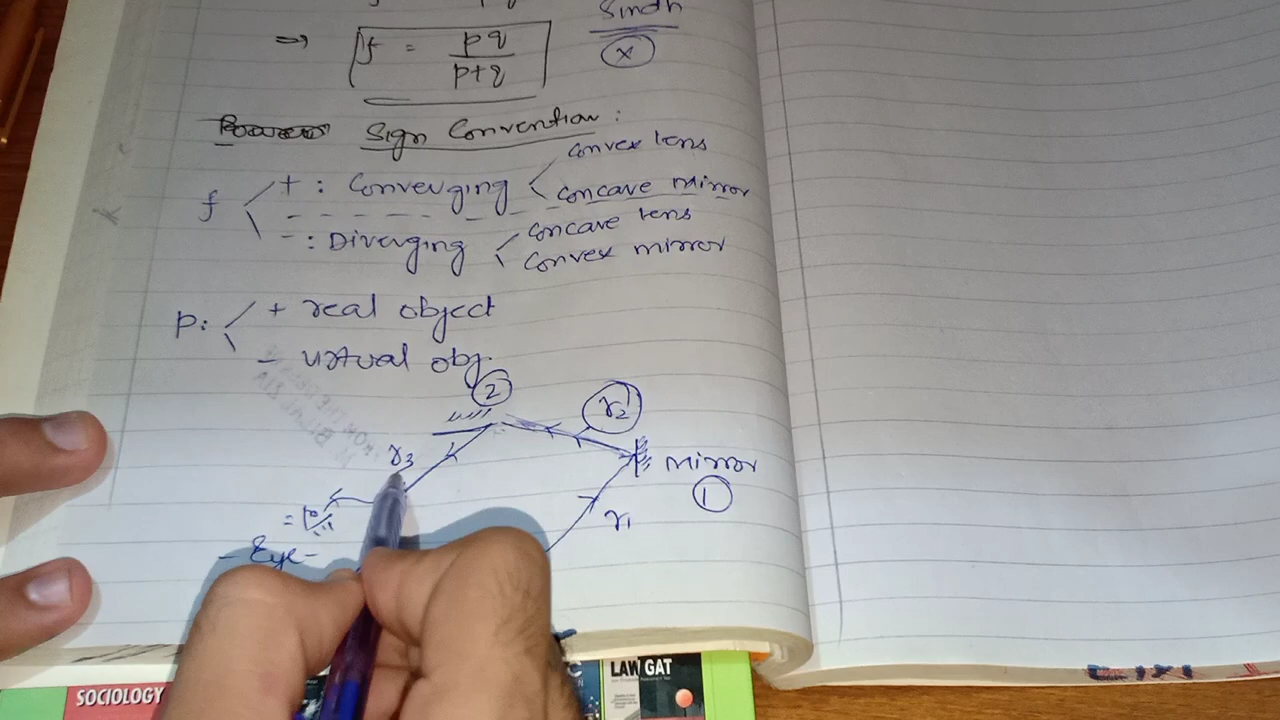 Sindh
⇒ f = pq / p+q
x
Sign Convention :
convex lens
f + : Converging
concave mirror
concave lens
- : Diverging
convex mirror
p: + real object
- virtual obj.
2
r2
r3
mirror
1
r1
= Eye -
SOCIOLOGY
LAW GAT